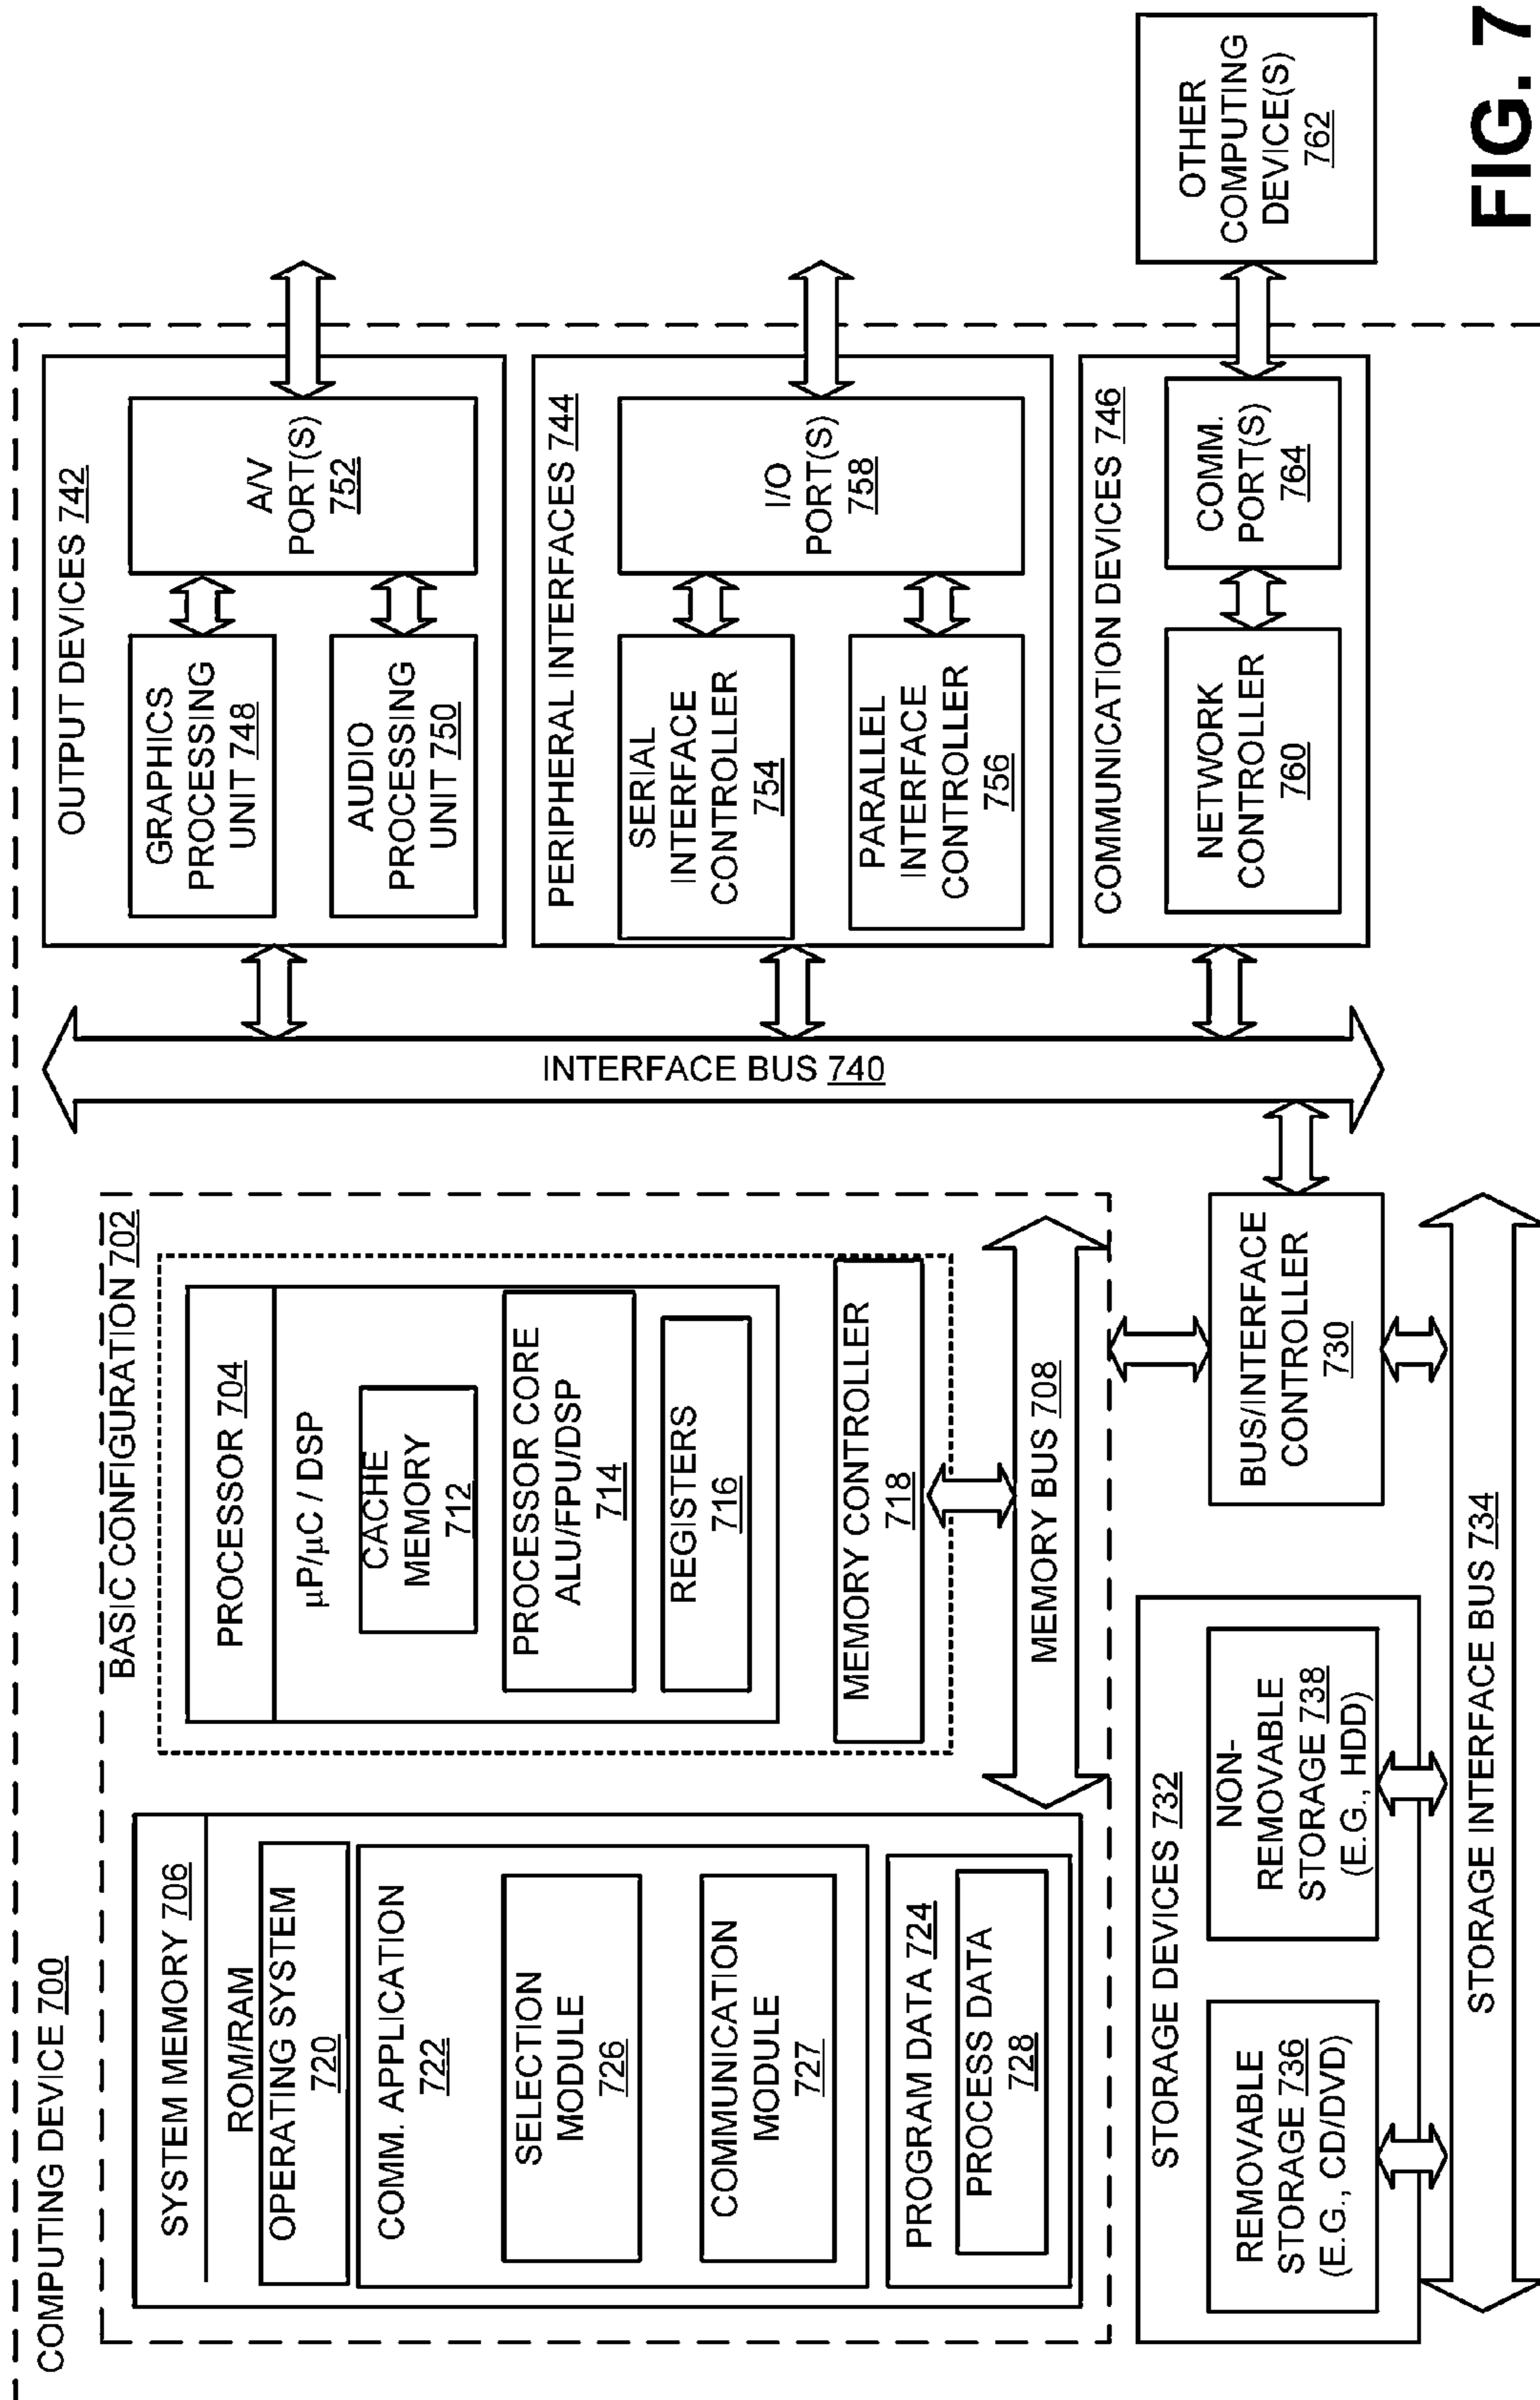 COMPUTING DEVICE 700
BASIC CONFIGURATION 702
SYSTEM MEMORY 706
ROM/RAM
OPERATING SYSTEM
720
COMM. APPLICATION
722
SELECTION
MODULE
726
COMMUNICATION
MODULE
727
PROGRAM DATA 724
PROCESS DATA
728
PROCESSOR 704
µP/µC / DSP
CACHE
MEMORY
712
PROCESSOR CORE
ALU/FPU/DSP
714
REGISTERS
716
MEMORY CONTROLLER
718
MEMORY BUS 708
BUS/INTERFACE
CONTROLLER
730
STORAGE DEVICES 732
REMOVABLE
STORAGE 736
(E.G., CD/DVD)
NON-
REMOVABLE
STORAGE 738
(E.G., HDD)
STORAGE INTERFACE BUS 734
INTERFACE BUS 740
OUTPUT DEVICES 742
GRAPHICS
PROCESSING
UNIT 748
AUDIO
PROCESSING
UNIT 750
A/V
PORT(S)
752
PERIPHERAL INTERFACES 744
SERIAL
INTERFACE
CONTROLLER
754
PARALLEL
INTERFACE
CONTROLLER
756
I/O
PORT(S)
758
COMMUNICATION DEVICES 746
NETWORK
CONTROLLER
760
COMM.
PORT(S)
764
OTHER
COMPUTING
DEVICE(S)
762
FIG. 7